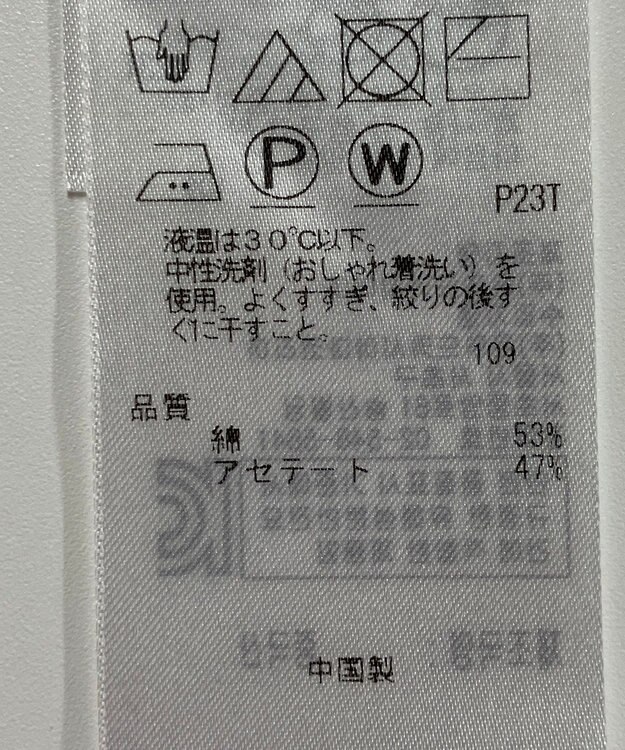 P
W
P23T
液温は30℃以下。
中性洗剤（おしゃれ着洗い）を
使用。よくすすぎ、絞りの後す
ぐに干すこと。
109
品質
綿 53%
アセテート 47%
中国製